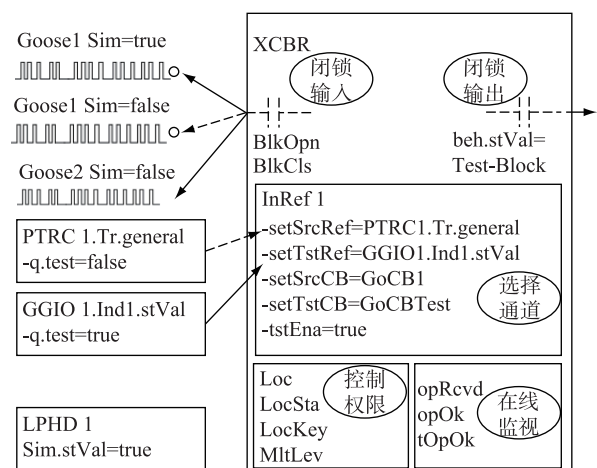 Goose1 Sim=true
Goose1 Sim=false
Goose2 Sim=false
PTRC 1.Tr.general
-q.test=false
GGIO 1.Ind1.stVal
-q.test=true
LPHD 1
Sim.stVal=true
XCBR
闭锁
输入
闭锁
输出
BlkOpn
BlkCls
beh.stVal=
Test-Block
InRef 1
-setSrcRef=PTRC1.Tr.general
-setTstRef=GGIO1.Ind1.stVal
-setSrcCB=GoCB1
-setTstCB=GoCBTest
-tstEna=true
选择
通道
Loc
LocSta
LocKey
MltLev
控制
权限
opRcvd
opOk
tOpOk
在线
监视